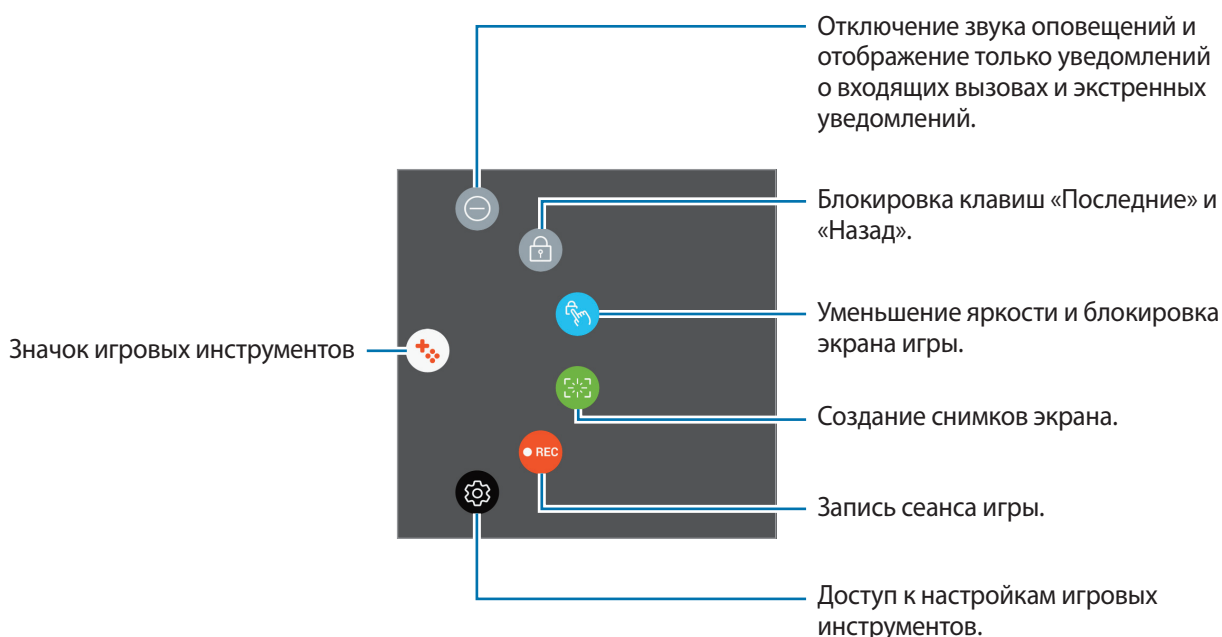 Отключение звука оповещений и
отображение только уведомлений
о входящих вызовах и экстренных
уведомлений.
Блокировка клавиш «Последние» и
«Назад».
Уменьшение яркости и блокировка
экрана игры.
Значок игровых инструментов
Создание снимков экрана.
REC
Запись сеанса игры.
Доступ к настройкам игровых
инструментов.